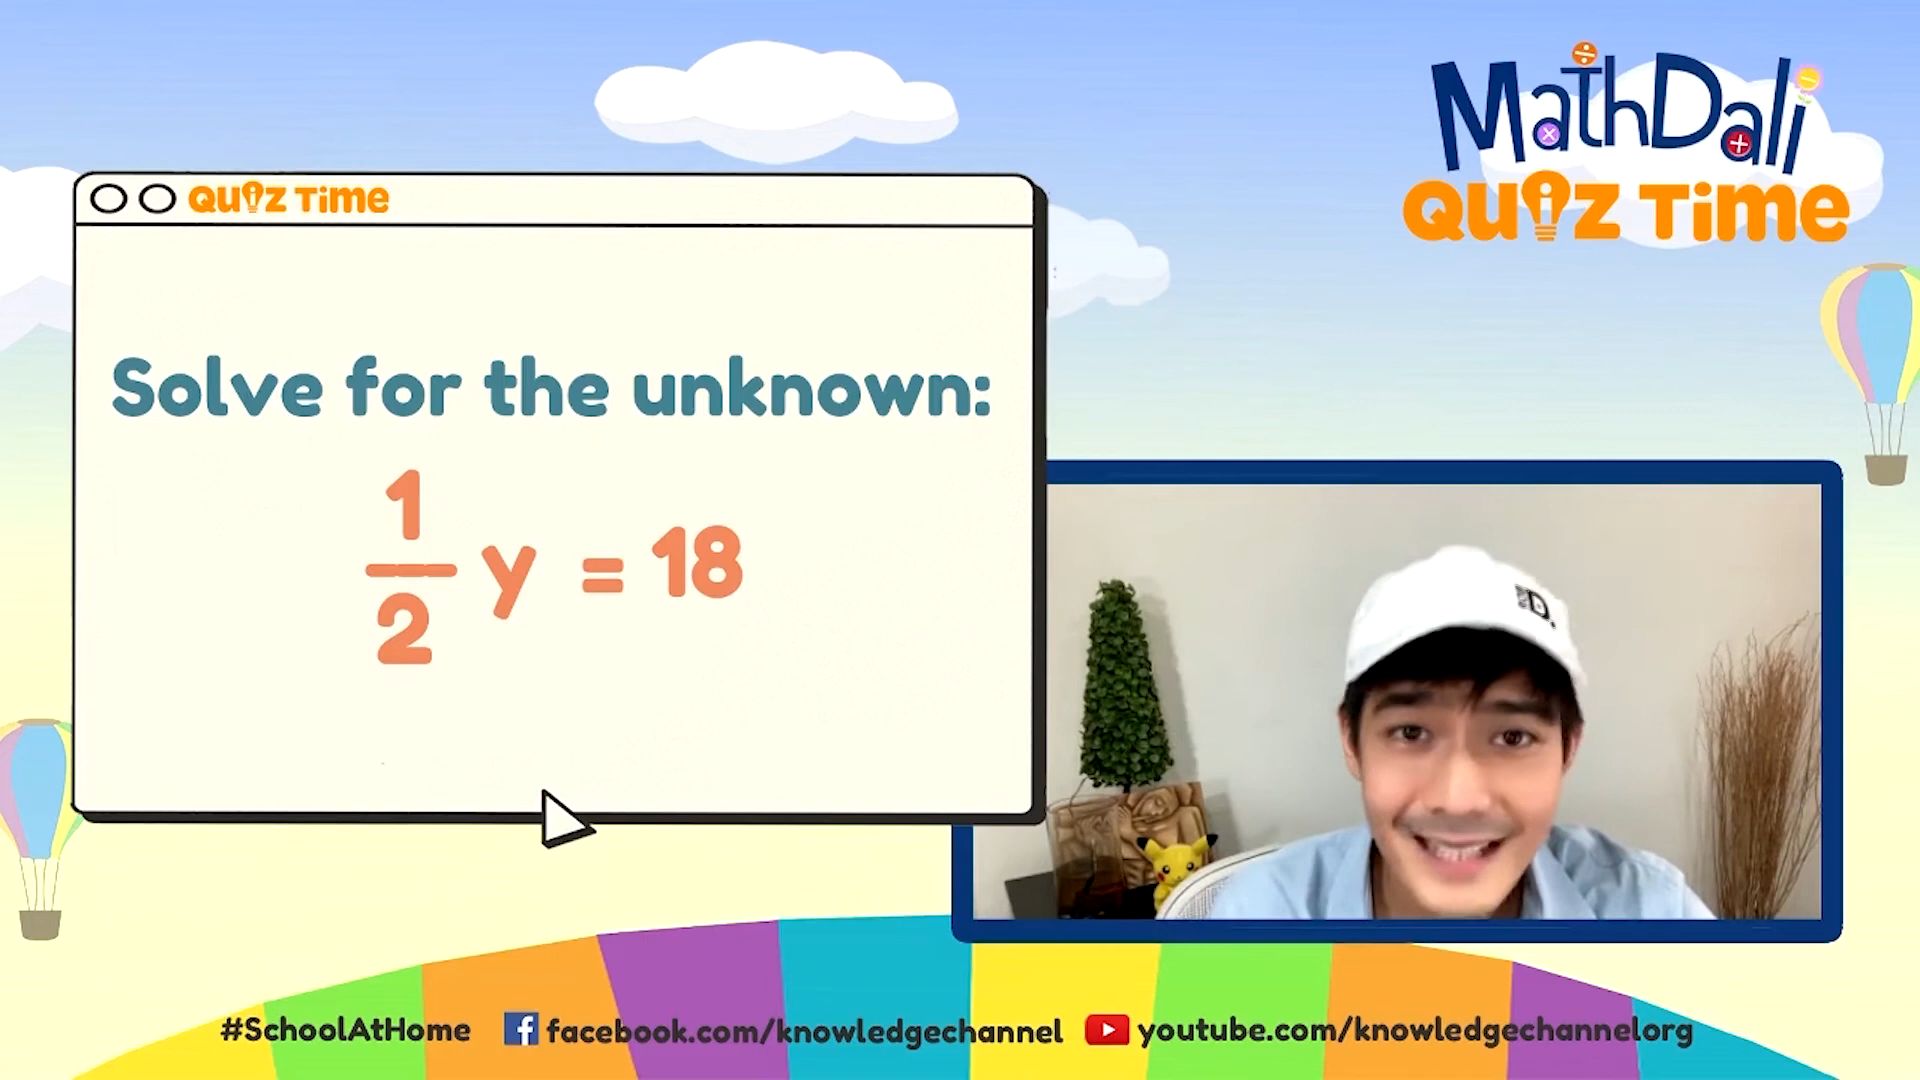 MathDali
QUIZ TIME
QUIZ TIME
Solve for the unknown:
1
2
y = 18
D.
#SchoolAtHome
facebook.com/knowledgechannel
youtube.com/knowledgechannelorg